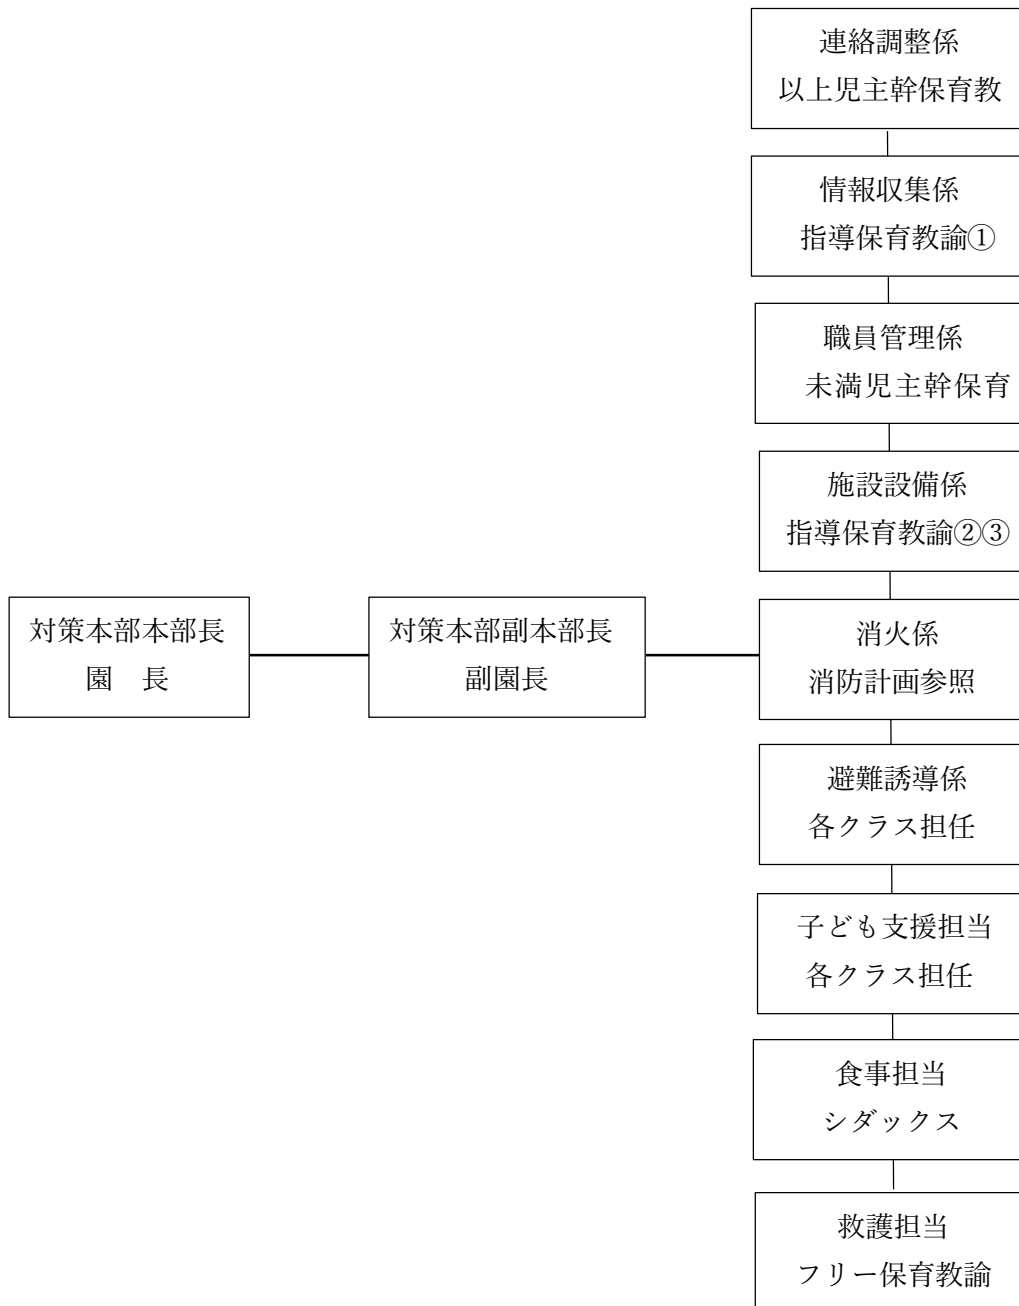 連絡調整係
以上児主幹保育教
情報収集係
指導保育教諭①
職員管理係
未満児主幹保育
施設設備係
指導保育教諭②③
対策本部本部長
園　長
対策本部副本部長
副園長
消火係
消防計画参照
避難誘導係
各クラス担任
子ども支援担当
各クラス担任
食事担当
シダックス
救護担当
フリー保育教諭